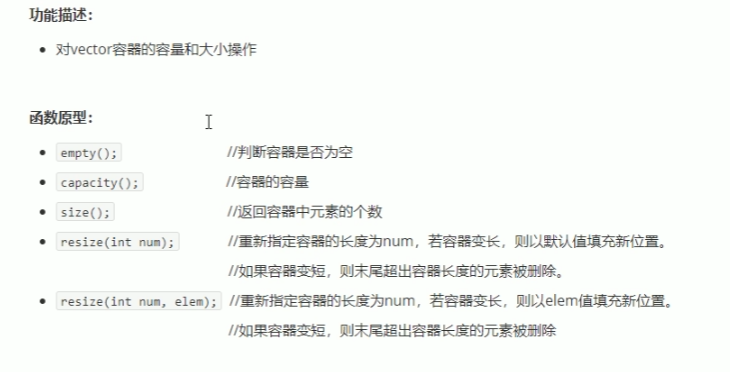 功能描述：
对vector容器的容量和大小操作
函数原型：
empty(); //判断容器是否为空
capacity(); //容器的容量
size(); //返回容器中元素的个数
resize(int num); //重新指定容器的长度为num，若容器变长，则以默认值填充新位置。
//如果容器变短，则末尾超出容器长度的元素被删除。
resize(int num, elem); //重新指定容器的长度为num，若容器变长，则以elem值填充新位置。
//如果容器变短，则末尾超出容器长度的元素被删除